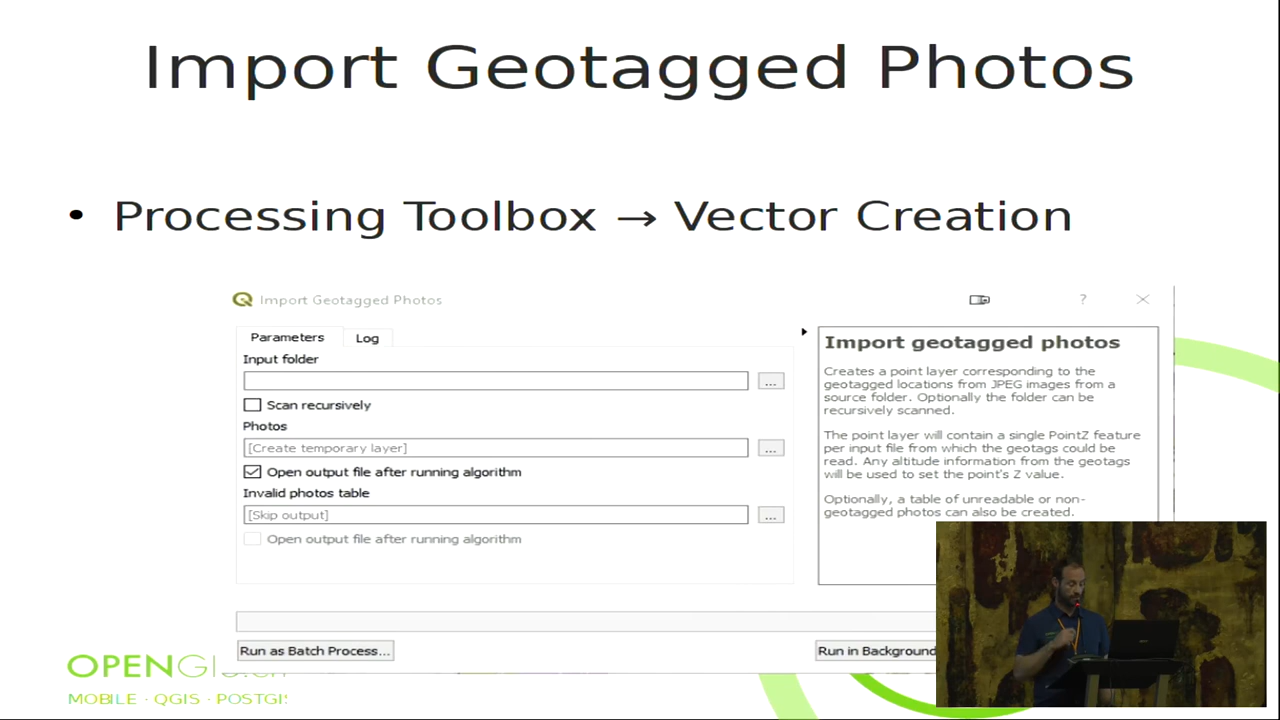 Import Geotagged Photos
• Processing Toolbox → Vector Creation
Import Geotagged Photos
?
Parameters
Log
Input folder
...
Scan recursively
Photos
[Create temporary layer]
...
Open output file after running algorithm
Invalid photos table
[Skip output]
...
Open output file after running algorithm
Import geotagged photos
Creates a point layer corresponding to the
geotagged locations from JPEG images from a
source folder. Optionally the folder can be
recursively scanned.
The point layer will contain a single PointZ feature
per input file from which the geotags could be
read. Any altitude information from the geotags
will be used to set the point's Z value.
Optionally, a table of unreadable or non-
geotagged photos can also be created.
Run as Batch Process...
Run in Background
OPENGI
MOBILE · QGIS · POSTGI